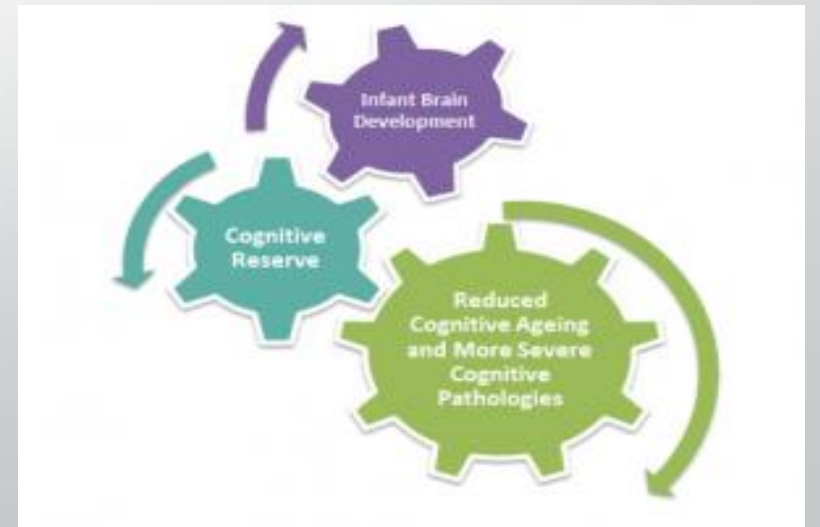 Infant Brain
Development
Cognitive
Reserve
Reduced
Cognitive Ageing
and More Severe
Cognitive
Pathologies